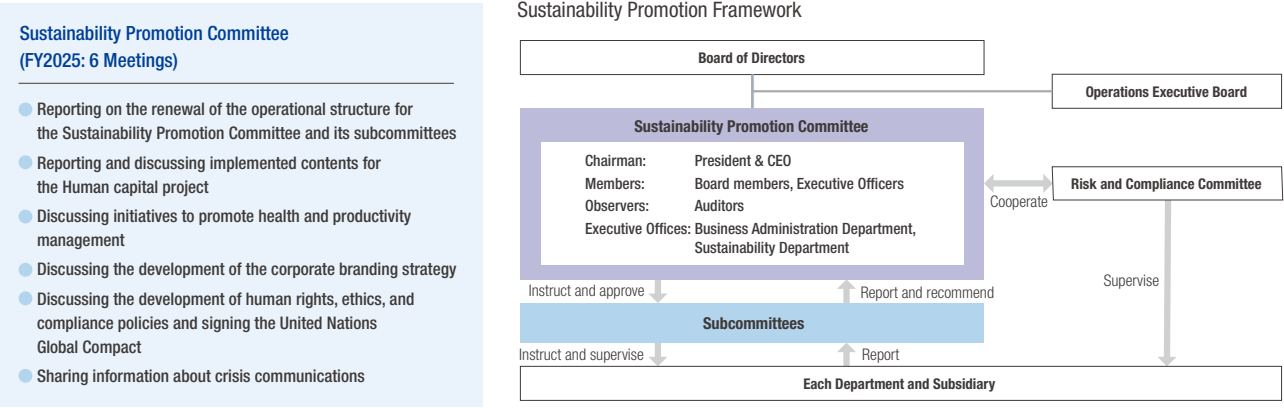 Sustainability Promotion Committee
(FY2025: 6 Meetings)
Reporting on the renewal of the operational structure for
the Sustainability Promotion Committee and its subcommittees
Reporting and discussing implemented contents for
the Human capital project
Discussing initiatives to promote health and productivity
management
Discussing the development of the corporate branding strategy
Discussing the development of human rights, ethics, and
compliance policies and signing the United Nations
Global Compact
Sharing information about crisis communications
Sustainability Promotion Framework
Board of Directors
Operations Executive Board
Sustainability Promotion Committee
Chairman: President & CEO
Members: Board members, Executive Officers
Observers: Auditors
Executive Offices: Business Administration Department,
Sustainability Department
Cooperate
Risk and Compliance Committee
Supervise
Instruct and approve
Report and recommend
Subcommittees
Instruct and supervise
Report
Each Department and Subsidiary